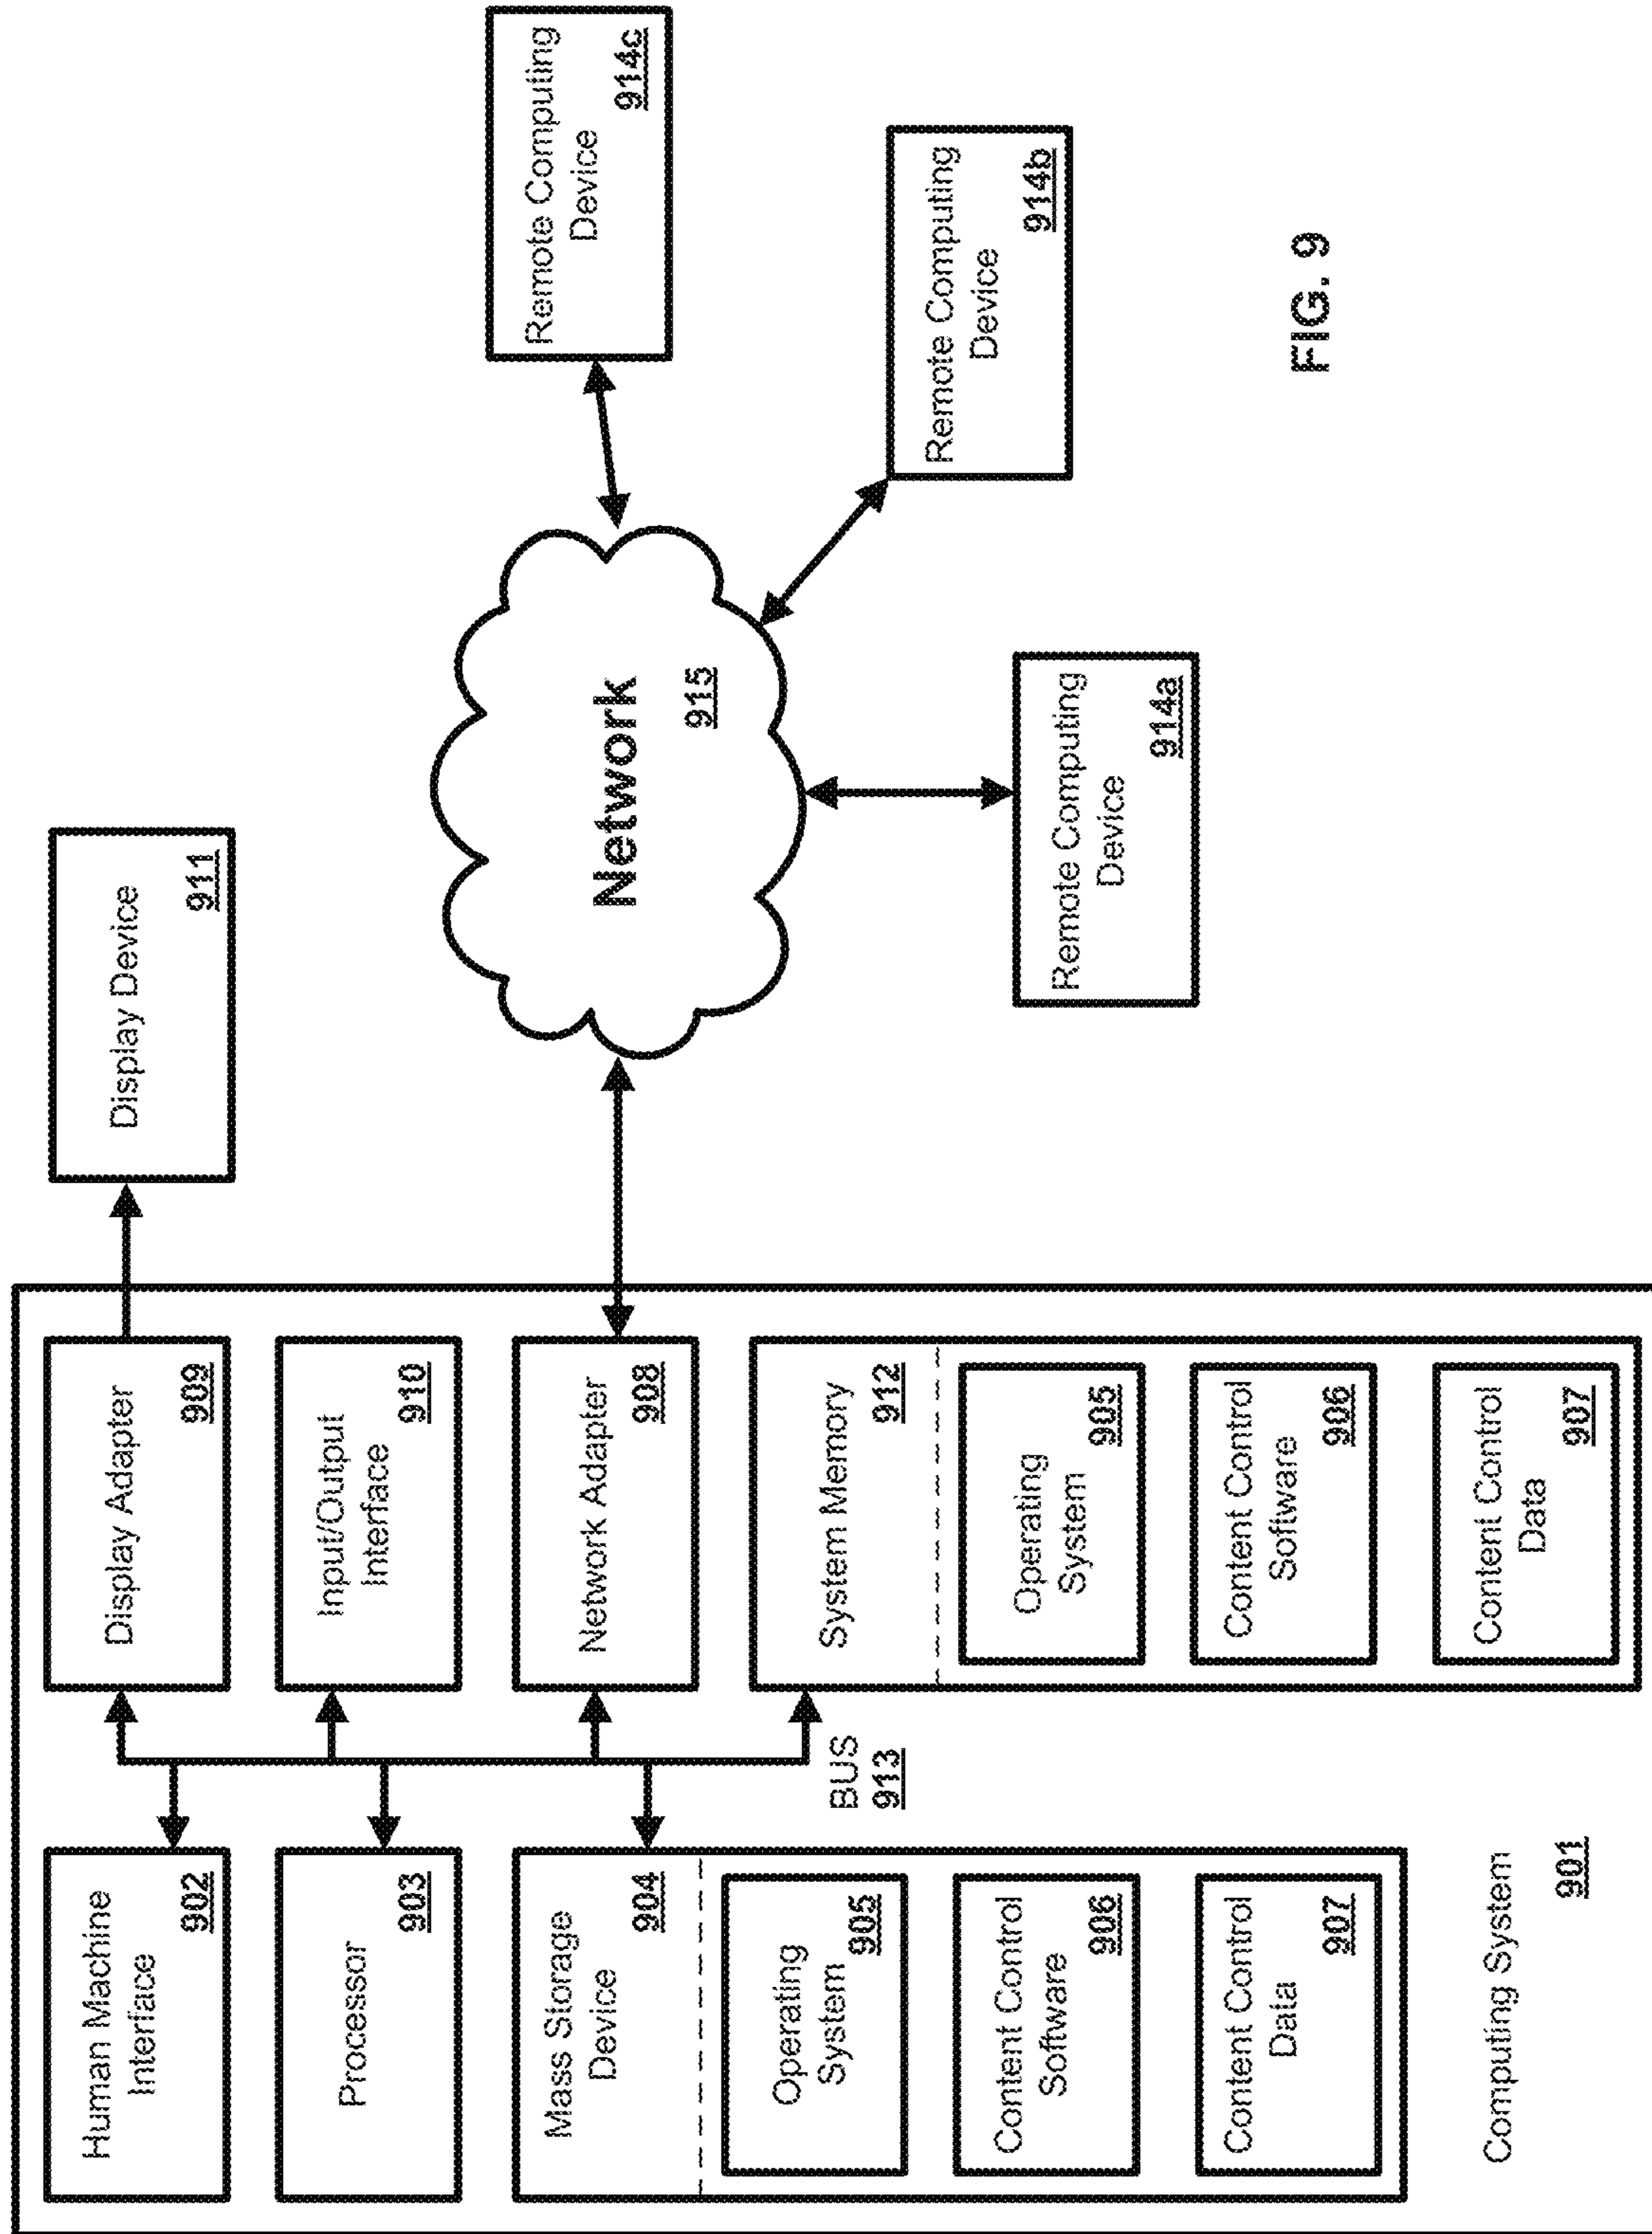 Human Machine
Interface
902
Processor
903
Mass Storage
Device
904
Operating
System
905
Content Control
Software
906
Content Control
Data
907
Computing System
901
Display Adapter
909
Input/Output
Interface
910
Network Adapter
908
System Memory
912
Operating
System
905
Content Control
Software
906
Content Control
Data
907
BUS
913
Display Device
911
Network
915
Remote Computing
Device
914a
Remote Computing
Device
914b
Remote Computing
Device
914c
FIG. 9